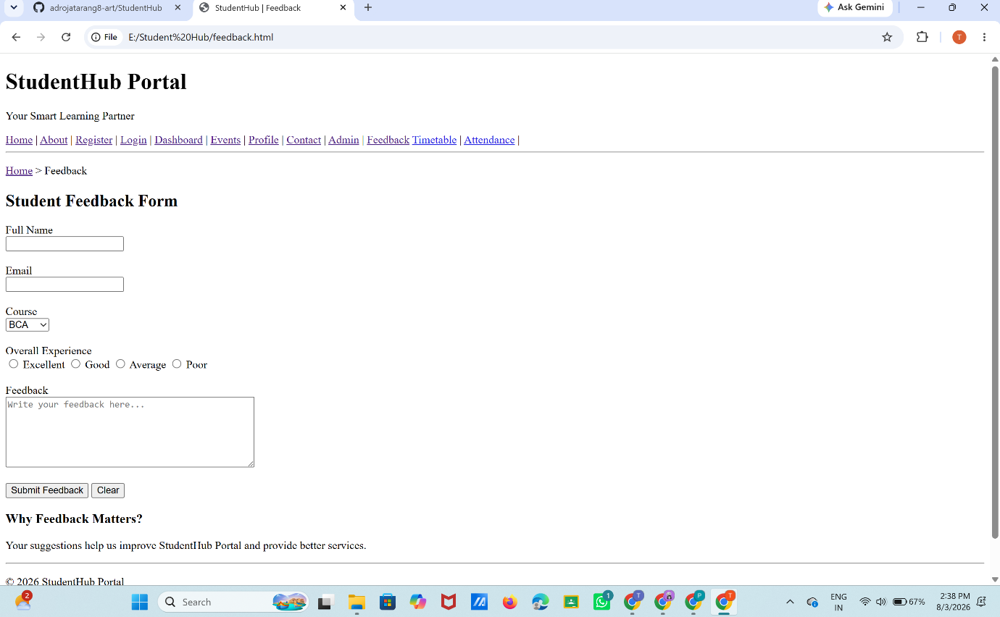 adrojatarang8-art/StudentHub
StudentHub | Feedback
Ask Gemini
File
E:/Student%20Hub/feedback.html
T
StudentHub Portal
Your Smart Learning Partner
Home | About | Register | Login | Dashboard | Events | Profile | Contact | Admin | Feedback Timetable | Attendance |
Home > Feedback
Student Feedback Form
Full Name
Email
Course
BCA
Overall Experience
Excellent Good Average Poor
Feedback
Write your feedback here...
Submit Feedback Clear
Why Feedback Matters?
Your suggestions help us improve StudentHub Portal and provide better services.
© 2026 StudentHub Portal
2
Search
1
T
P
T
ENG
IN
67%
2:38 PM
8/3/2026